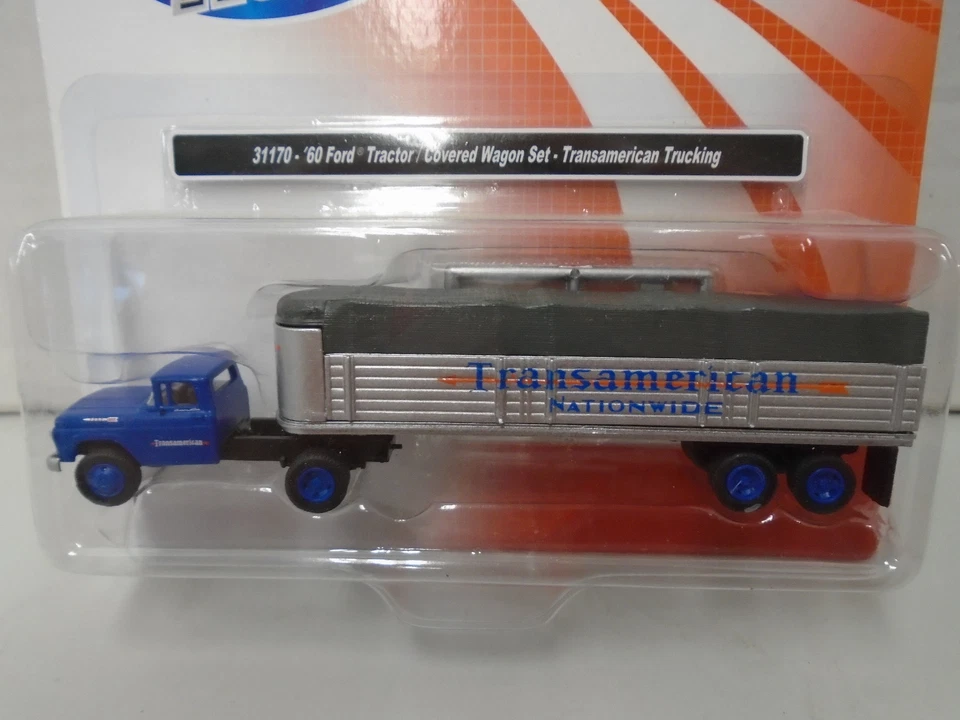 31170 - '60 Ford® Tractor / Covered Wagon Set - Transamerican Trucking
Transamerican
NATIONWIDE
Transamerican